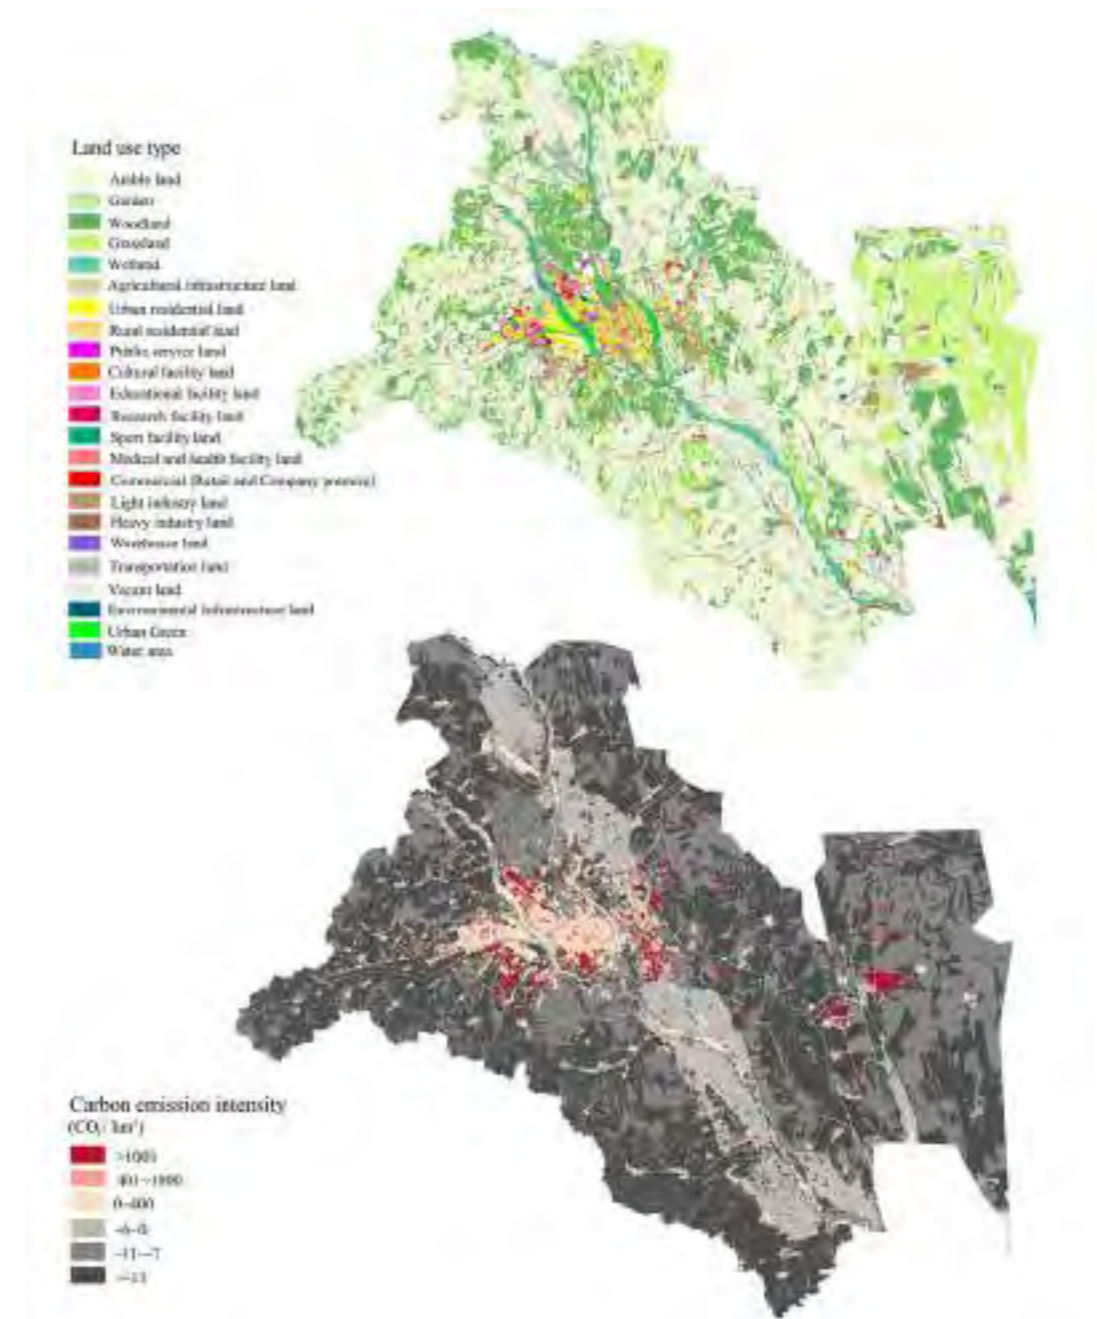 Land use type
Arable land
Garden
Woodland
Grassland
Wetland
Agricultural infrastructure land
Urban residential land
Rural residential land
Public service land
Cultural facility land
Educational facility land
Research facility land
Sport facility land
Medical and health facility land
Commercial (Retail and Company premise)
Light industry land
Heavy industry land
Warehouse land
Transportation land
Vacant land
Environmental infrastructure land
Urban Green
Water area
Carbon emission intensity
(CO₂/ hm²)
401~1000
0~400